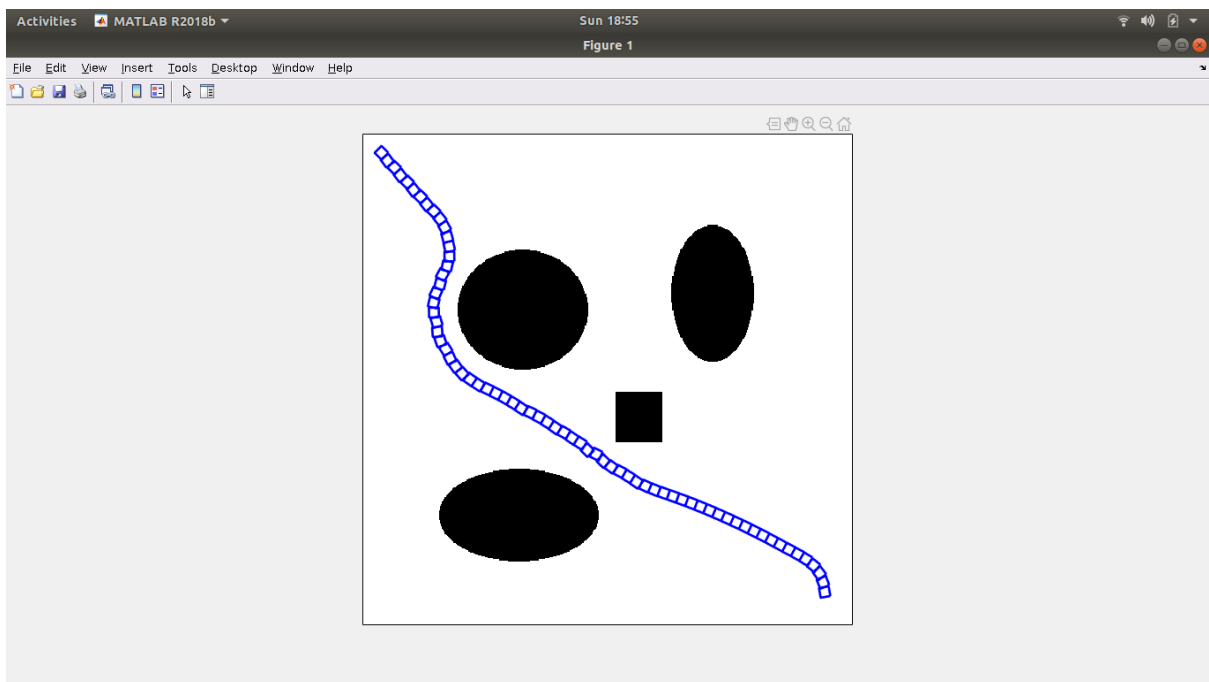 Activities MATLAB R2018b Sun 18:55
Figure 1
File Edit View Insert Tools Desktop Window Help